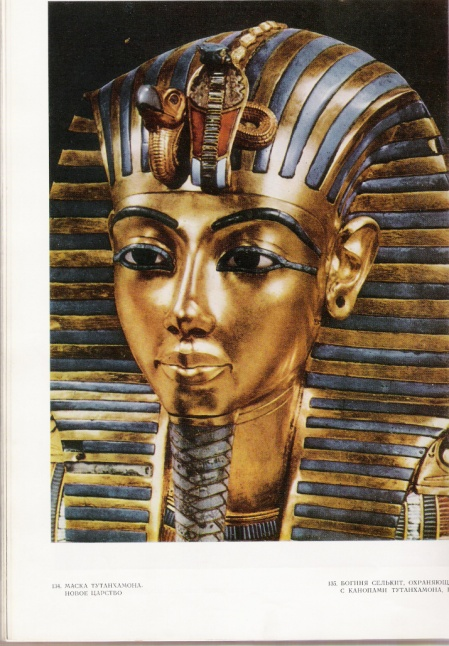 134. МАСКА ТУТАНХАМОНА.
НОВОЕ ЦАРСТВО
135. БОГИНЯ СЕЛЬКИТ, ОХРАНЯЮЩ
С КАНОПАМИ ТУТАНХАМОНА,